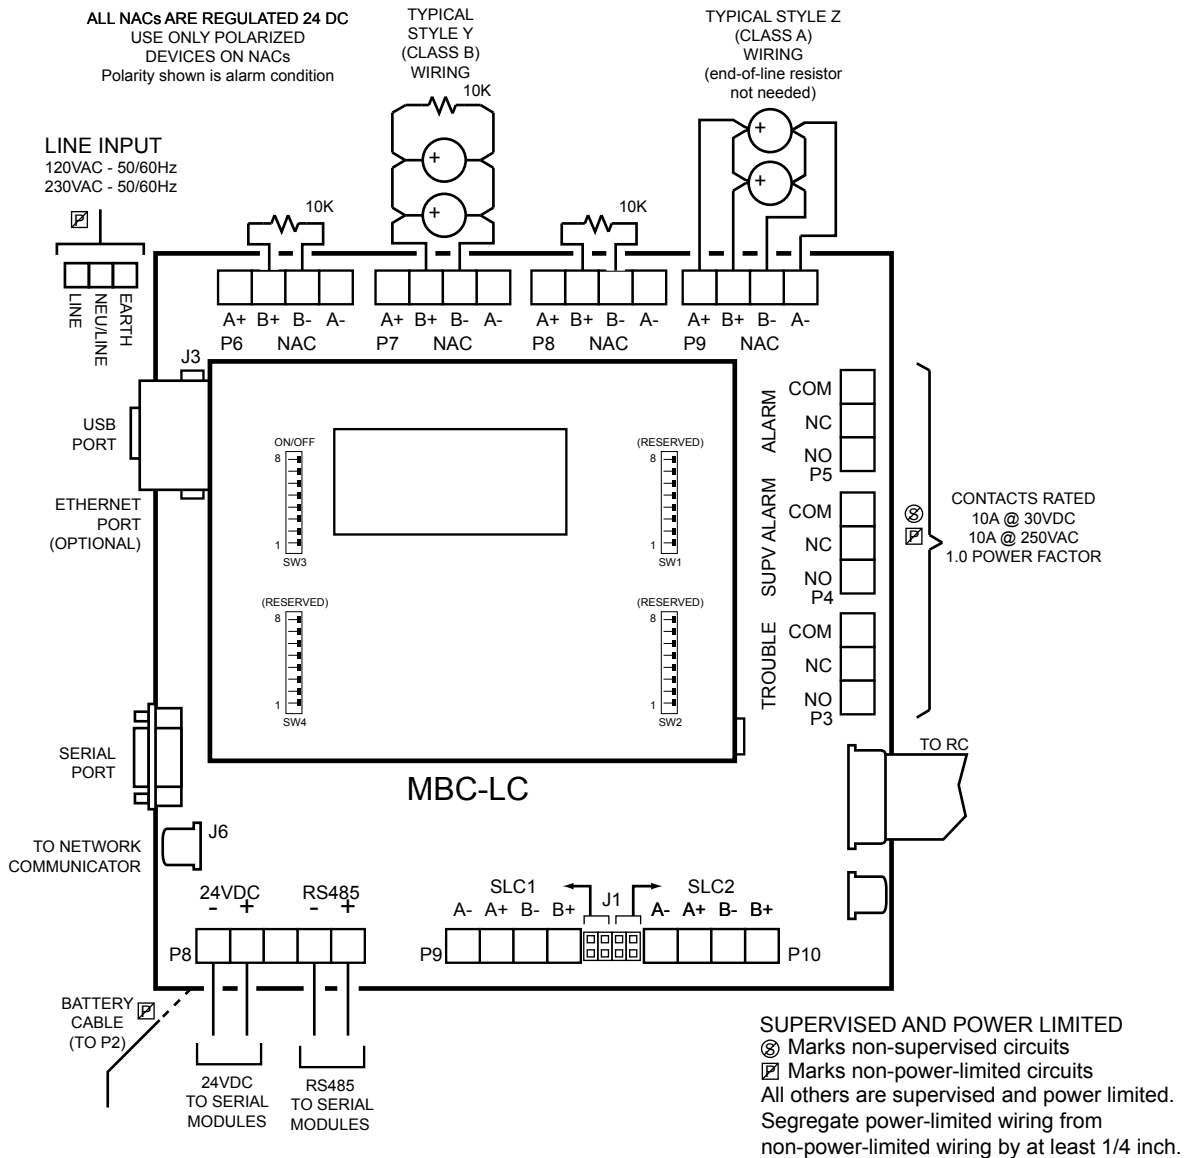 ALL NACs ARE REGULATED 24 DC
USE ONLY POLARIZED
DEVICES ON NACs
Polarity shown is alarm condition
TYPICAL
STYLE Y
(CLASS B)
WIRING
10K
TYPICAL STYLE Z
(CLASS A)
WIRING
(end-of-line resistor
not needed)
+
+
+
+
LINE INPUT
120VAC - 50/60Hz
230VAC - 50/60Hz
P
LINE
NEU/LINE
EARTH
10K
10K
A+ B+ B- A-
P6 NAC
A+ B+ B- A-
P7 NAC
A+ B+ B- A-
P8 NAC
A+ B+ B- A-
P9 NAC
J3
USB
PORT
ETHERNET
PORT
(OPTIONAL)
ON/OFF
8
1
SW3
(RESERVED)
8
1
SW1
(RESERVED)
8
1
SW4
(RESERVED)
8
1
SW2
ALARM
COM
NC
NO
P5
SUPV ALARM
COM
NC
NO
P4
TROUBLE
COM
NC
NO
P3
S
P
CONTACTS RATED
10A @ 30VDC
10A @ 250VAC
1.0 POWER FACTOR
SERIAL
PORT
MBC-LC
TO RC
J6
TO NETWORK
COMMUNICATOR
24VDC
- +
RS485
- +
P8
SLC1
A- A+ B- B+
P9
J1
SLC2
A- A+ B- B+
P10
BATTERY
CABLE
(TO P2)
P
24VDC
TO SERIAL
MODULES
RS485
TO SERIAL
MODULES
SUPERVISED AND POWER LIMITED
S Marks non-supervised circuits
P Marks non-power-limited circuits
All others are supervised and power limited.
Segregate power-limited wiring from
non-power-limited wiring by at least 1/4 inch.